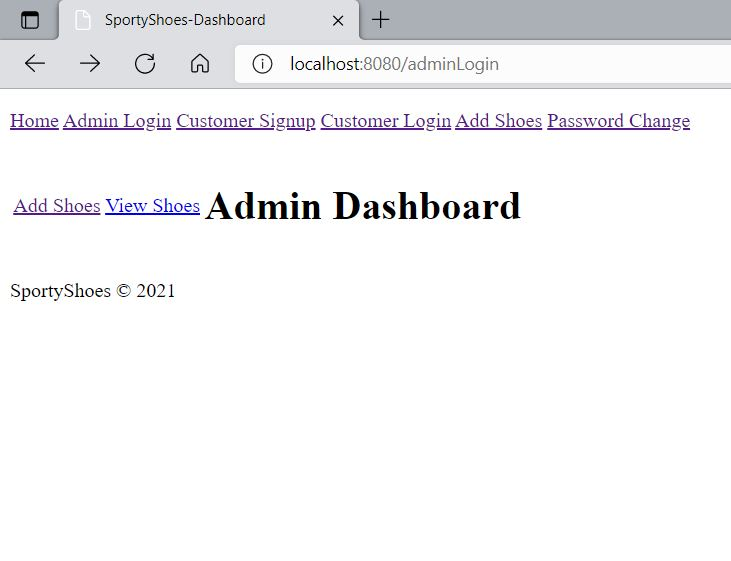 SportyShoes-Dashboard
localhost:8080/adminLogin
Home Admin Login Customer Signup Customer Login Add Shoes Password Change
Add Shoes View Shoes Admin Dashboard
SportyShoes © 2021